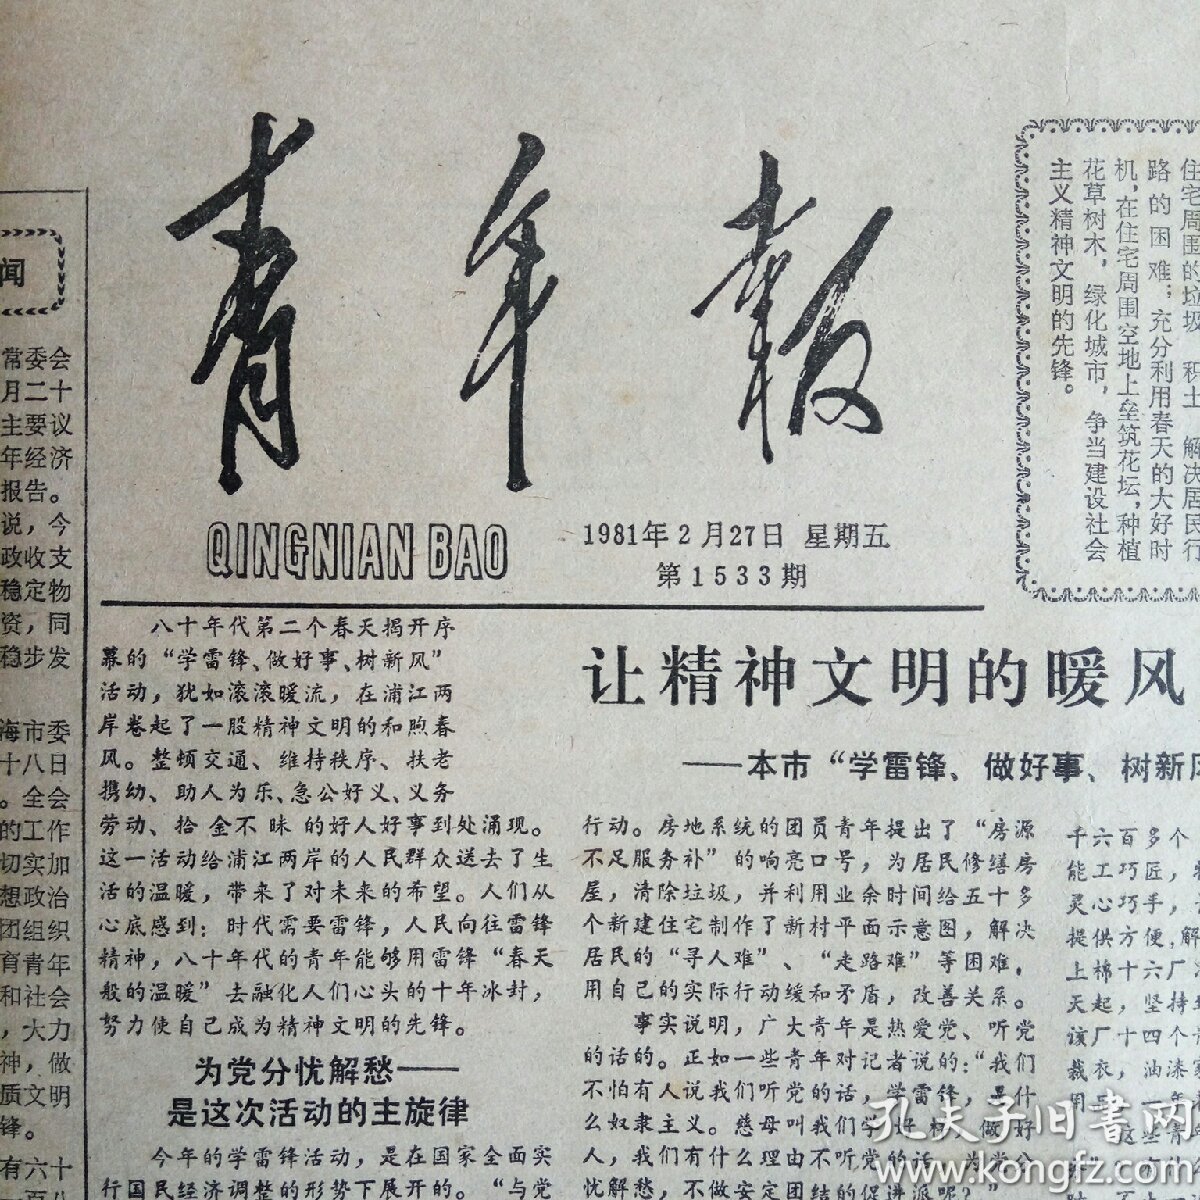 青年報
QINGNIAN BAO
1981年2月27日 星期五
第1533期
住宅周围的垃圾、积土,解决居民行
路的困难;充分利用春天的大好时
机,在住宅周围空地上垒筑花坛,种植
花草树木,绿化城市,争当建设社会
主义精神文明的先锋。
闻
常委会
月二十
主要议
年经济
报告。
说,今
政收支
稳定物
资,同
稳步发
海市委
十八日
。全会
的工作
切实加
想政治
团组织
育青年
和社会
,大力
神,做
质文明
锋。
有六十
八十年代第二个春天揭开序
幕的“学雷锋、做好事、树新风”
活动,犹如滚滚暖流,在浦江两
岸卷起了一股精神文明的和煦春
风。整顿交通、维持秩序、扶老
携幼、助人为乐、急公好义、义务
劳动、拾金不昧的好人好事到处涌现。
这一活动给浦江两岸的人民群众送去了生
活的温暖,带来了对未来的希望。人们从
心底感到:时代需要雷锋,人民向往雷锋
精神,八十年代的青年能够用雷锋“春天
般的温暖”去融化人们心头的十年冰封,
努力使自己成为精神文明的先锋。
为党分忧解愁——
是这次活动的主旋律
今年的学雷锋活动,是在国家全面实
行国民经济调整的形势下展开的。“与党
让精神文明的暖风
——本市“学雷锋、做好事、树新风
行动。房地系统的团员青年提出了“房源
不足服务补”的响亮口号,为居民修缮房
屋,清除垃圾,并利用业余时间给五十多
个新建住宅制作了新村平面示意图,解决
居民的“寻人难”、“走路难”等困难,
用自己的实际行动缓和矛盾,改善关系。
事实说明,广大青年是热爱党、听党
的话的。正如一些青年对记者说的:“我们
不怕有人说我们听党的话,学雷锋,是什
么奴隶主义。慈母叫我们学好样,做好
人,我们有什么理由不听党的话,为党分
忧解愁,不做安定团结的促进派呢?”
千六百多个
能工巧匠,
灵心巧手,
提供方便,解
上棉十六厂
天起,坚持
该厂十四个
裁衣,油漆家
用品,一年
这些青
孔夫子旧书网
www.kongfz.com